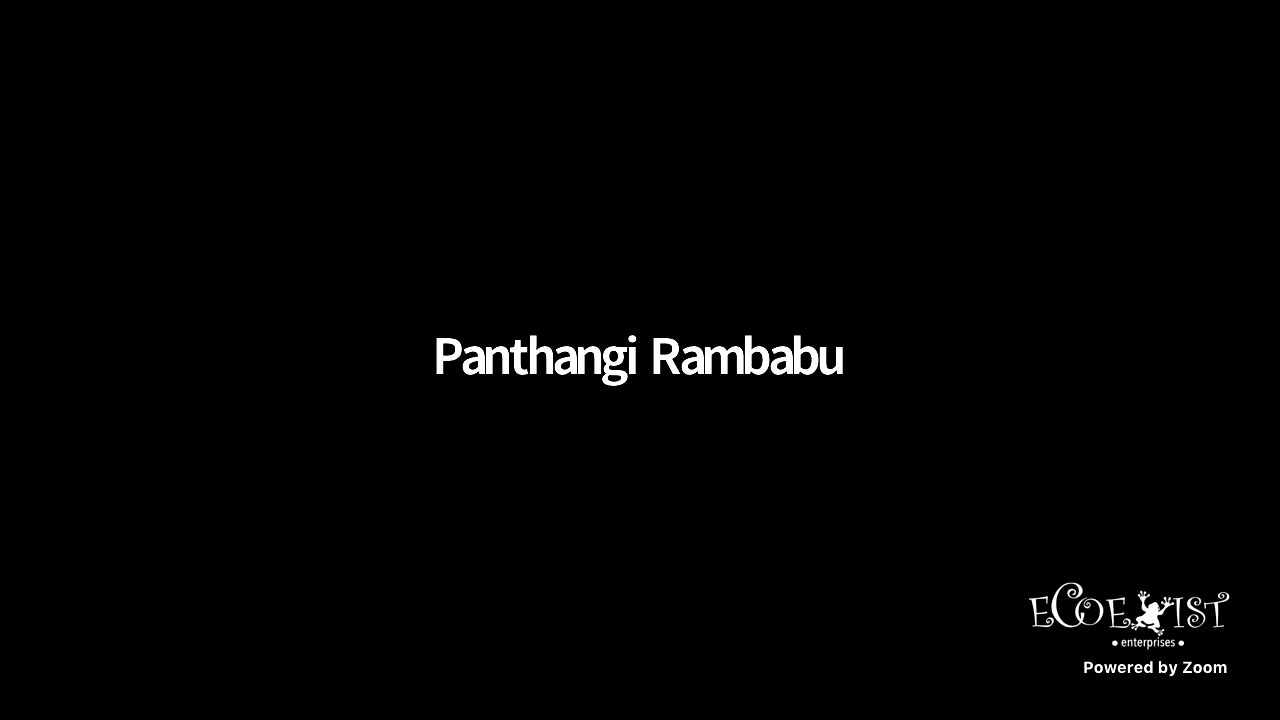 Panthangi Rambabu
ECOEXIST
• enterprises •
Powered by Zoom